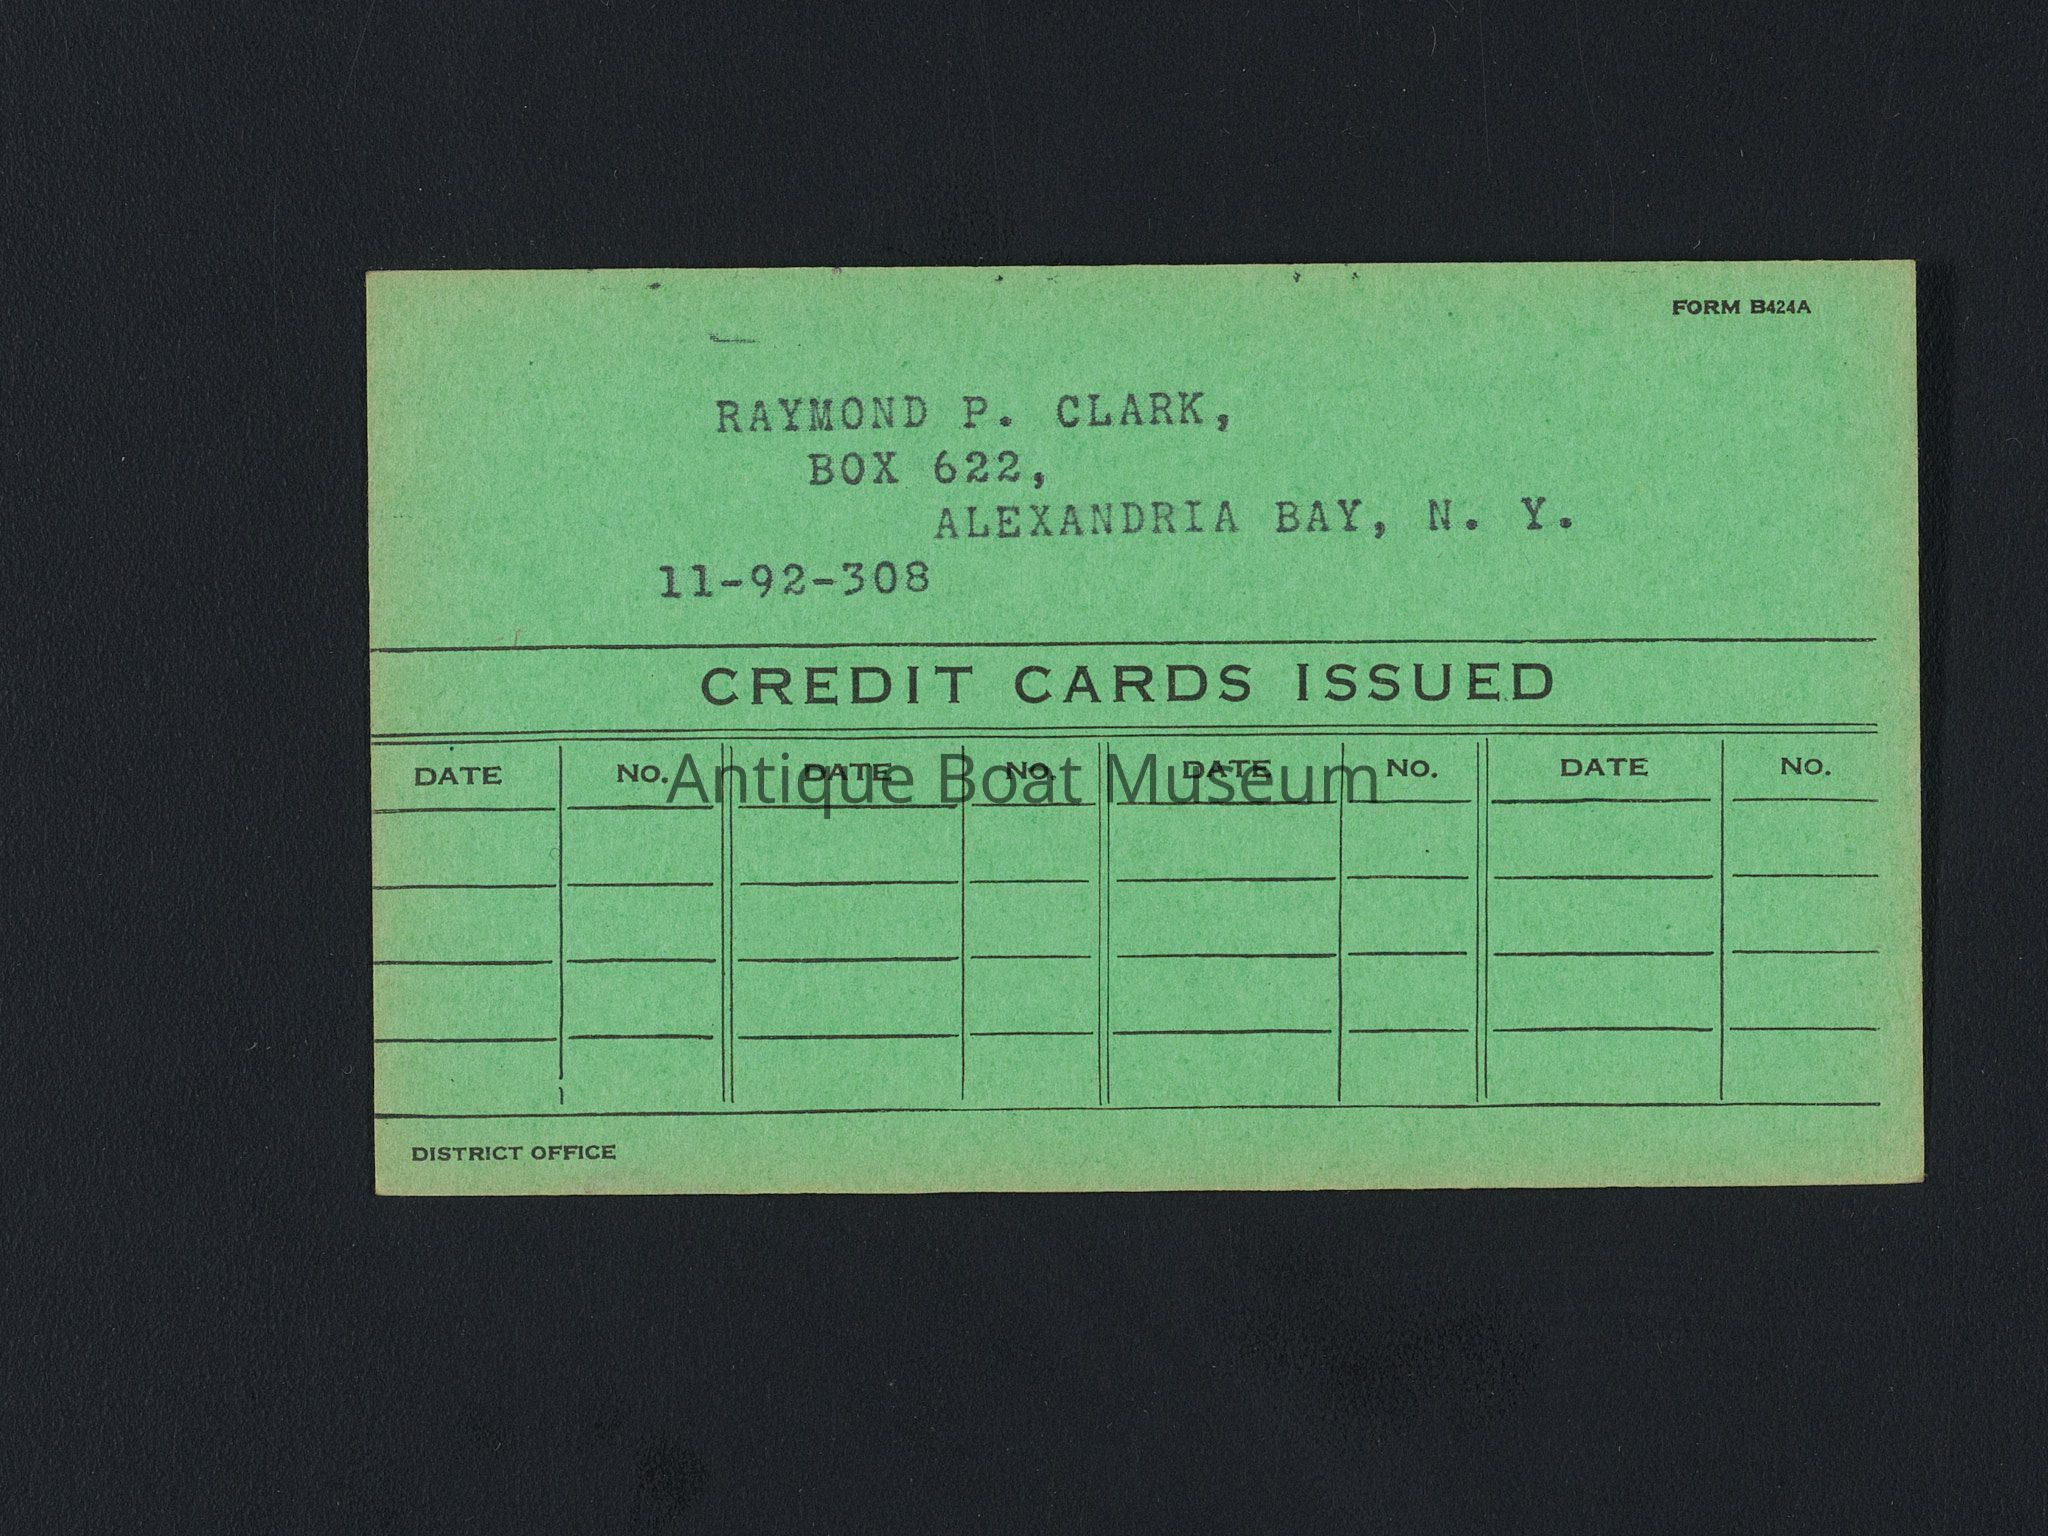 FORM B424A
RAYMOND P. CLARK,
BOX 622,
ALEXANDRIA BAY, N. Y.
11-92-308
CREDIT CARDS ISSUED
DATE NO. DATE NO. DATE NO. DATE NO.
Antique Boat Museum
DISTRICT OFFICE